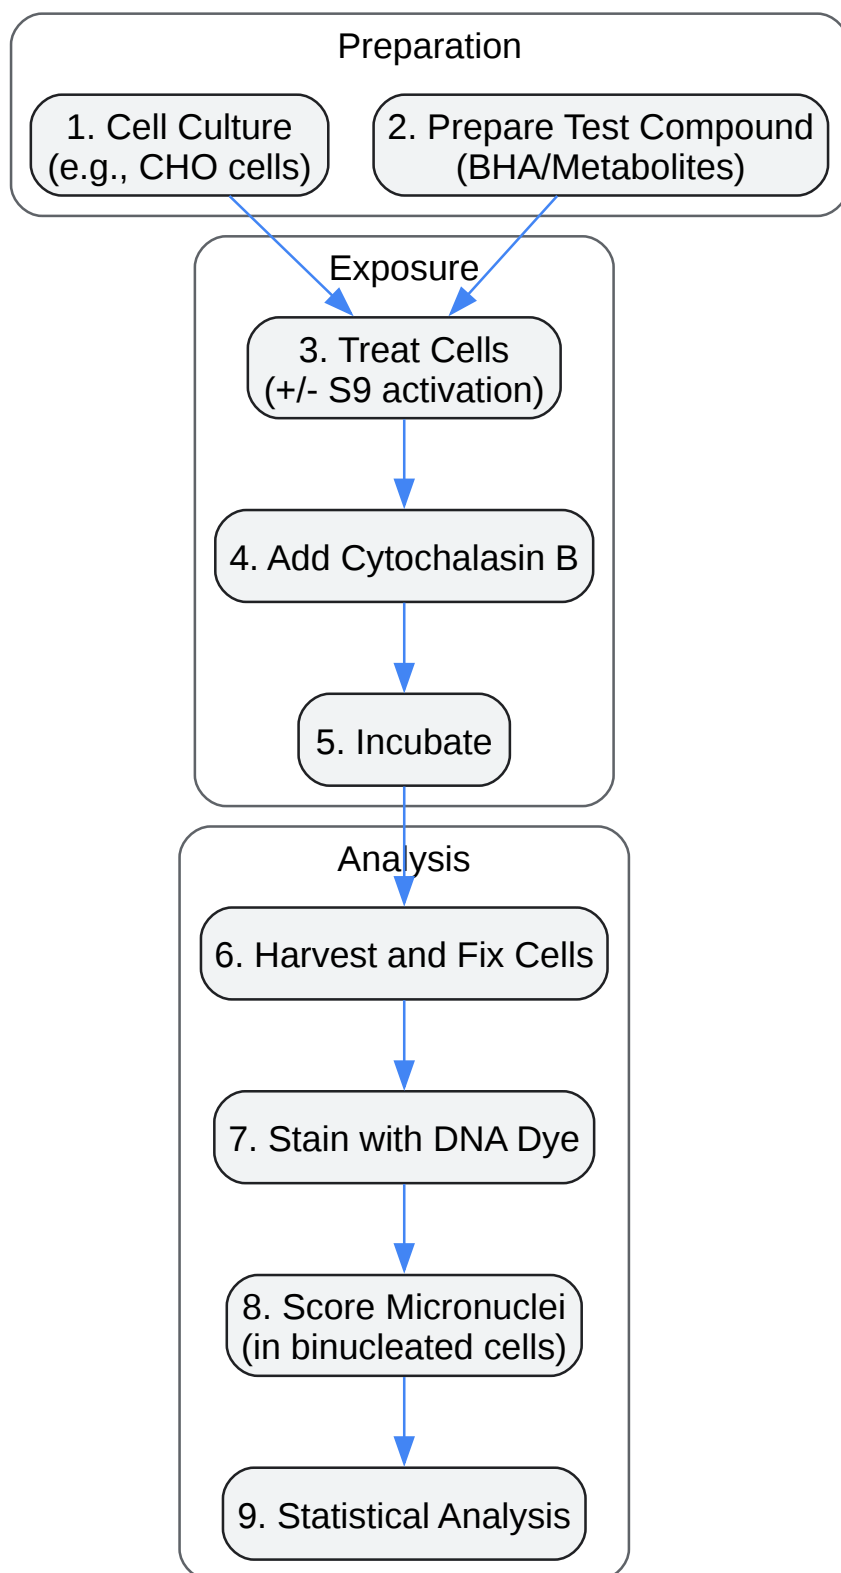 Preparation
1. Cell Culture
(e.g., CHO cells)
2. Prepare Test Compound
(BHA/Metabolites)
Exposure
3. Treat Cells
(+/- S9 activation)
4. Add Cytochalasin B
5. Incubate
Analysis
6. Harvest and Fix Cells
7. Stain with DNA Dye
8. Score Micronuclei
(in binucleated cells)
9. Statistical Analysis